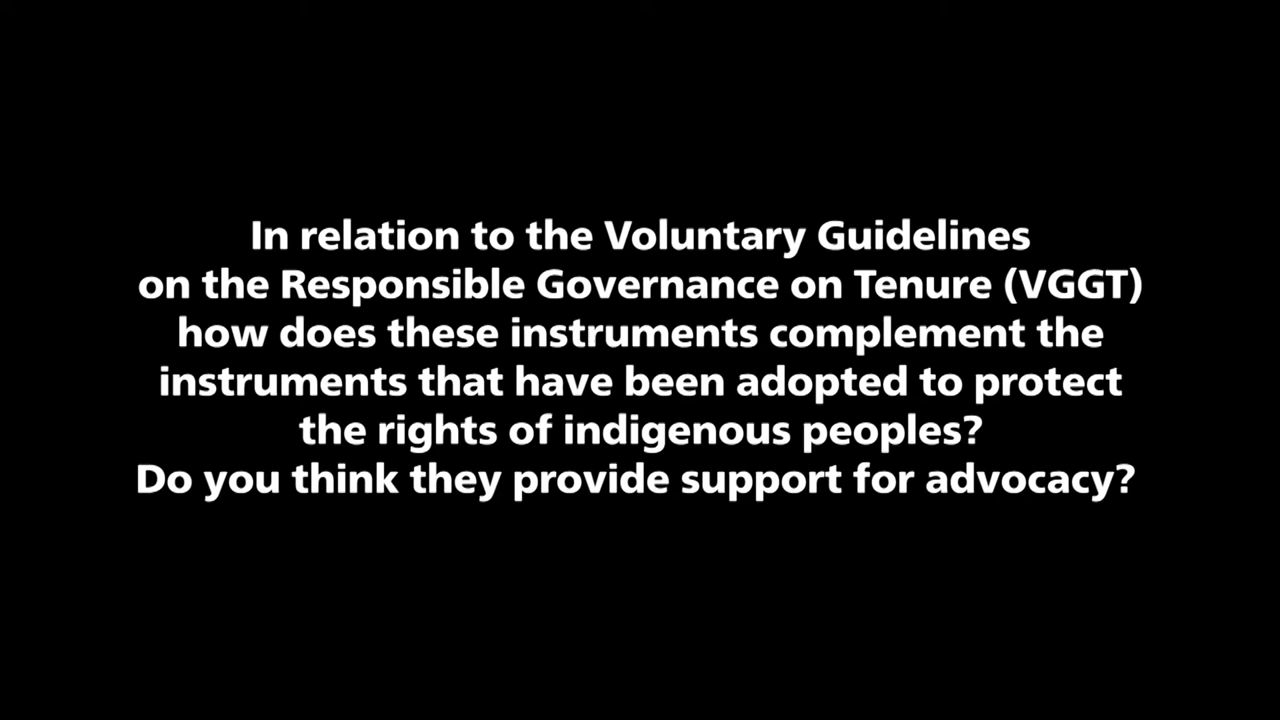 In relation to the Voluntary Guidelines
on the Responsible Governance on Tenure (VGGT)
how does these instruments complement the
instruments that have been adopted to protect
the rights of indigenous peoples?
Do you think they provide support for advocacy?